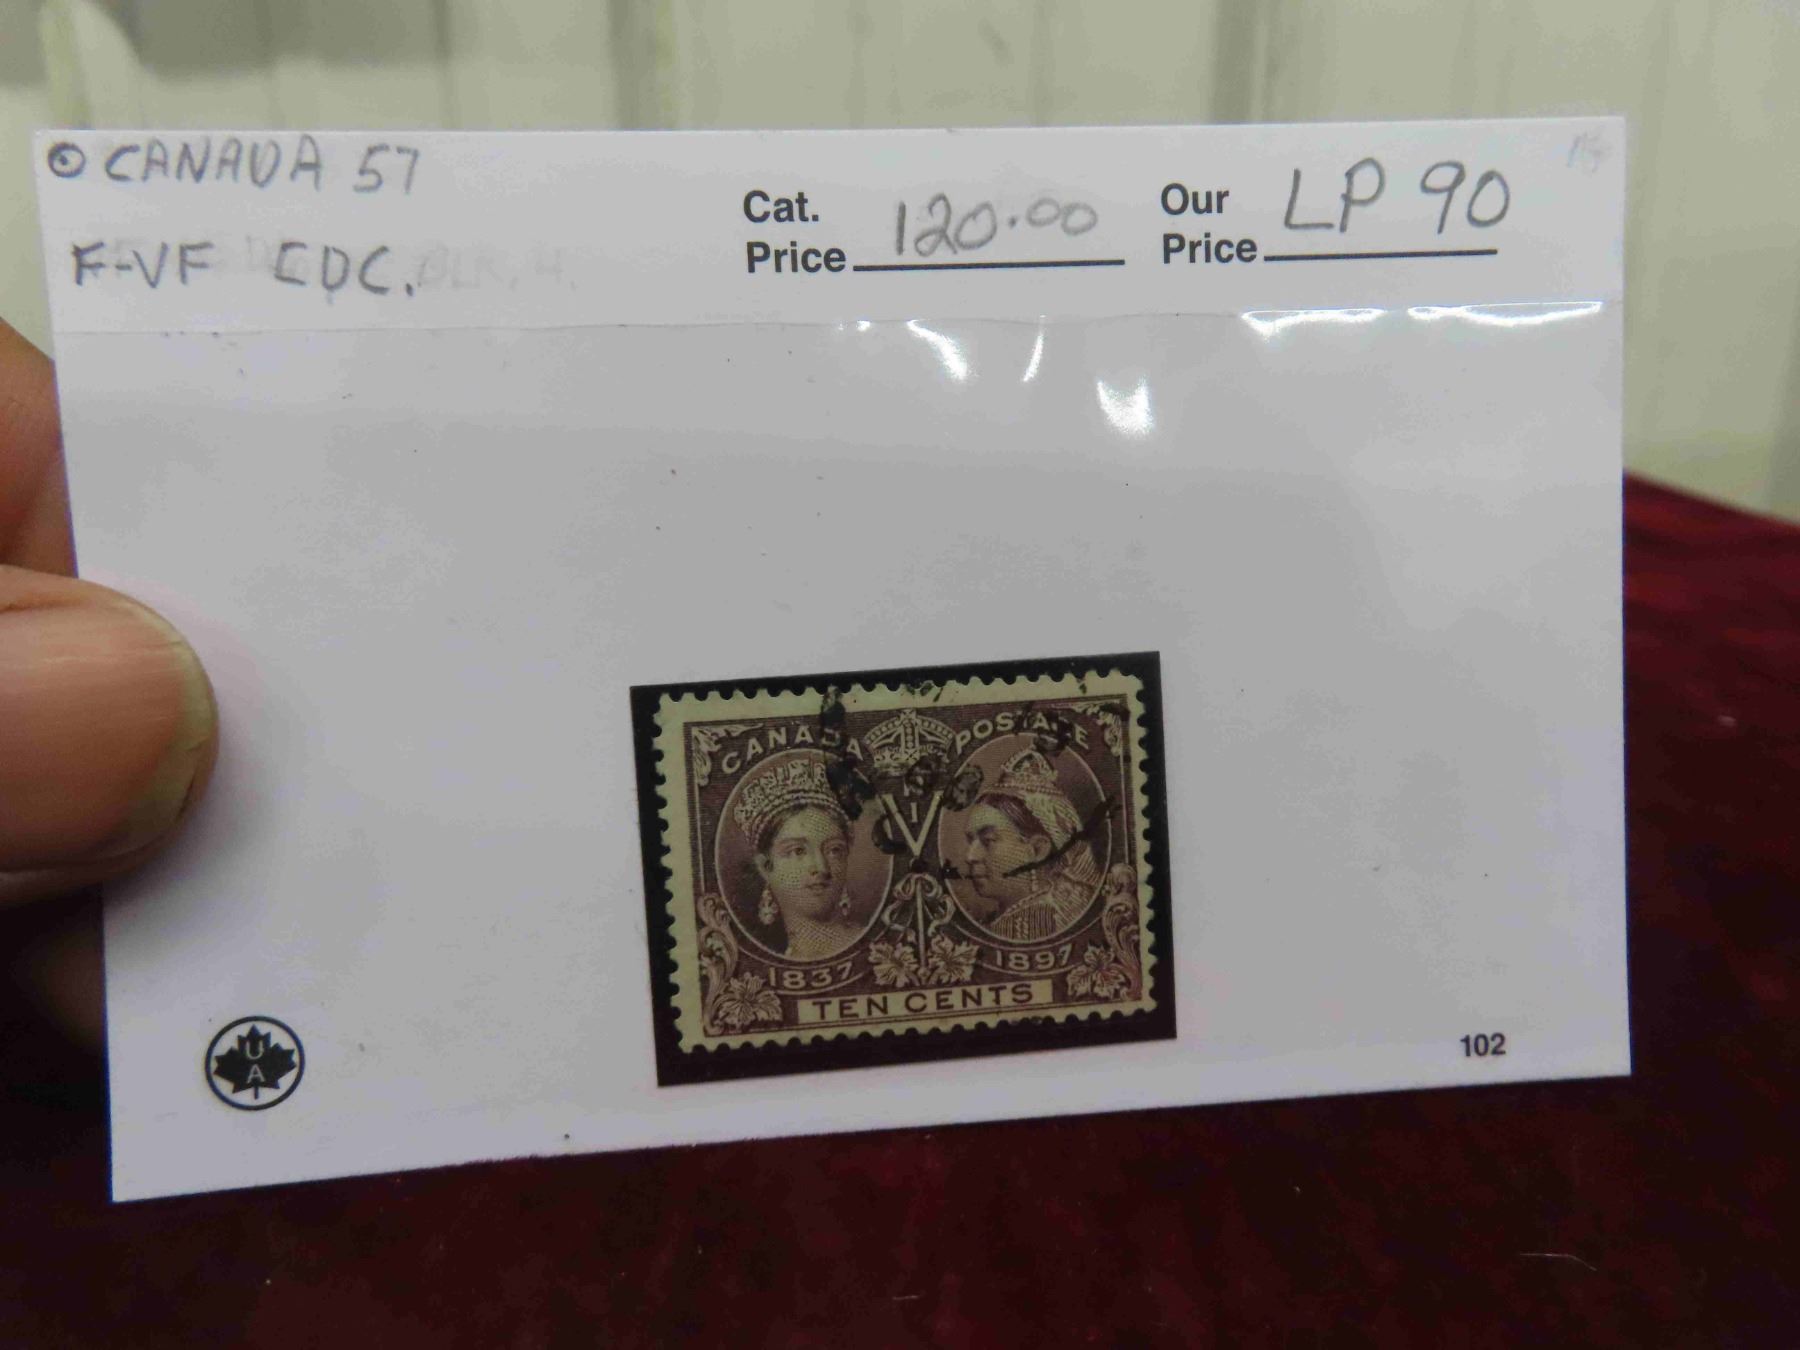 ⊙ CANADA 57
F-VF CDC.
Cat.
Price 120.00
Our
Price LP 90
CANADA POSTAGE
V
1837 1897
TEN CENTS
U
A
102